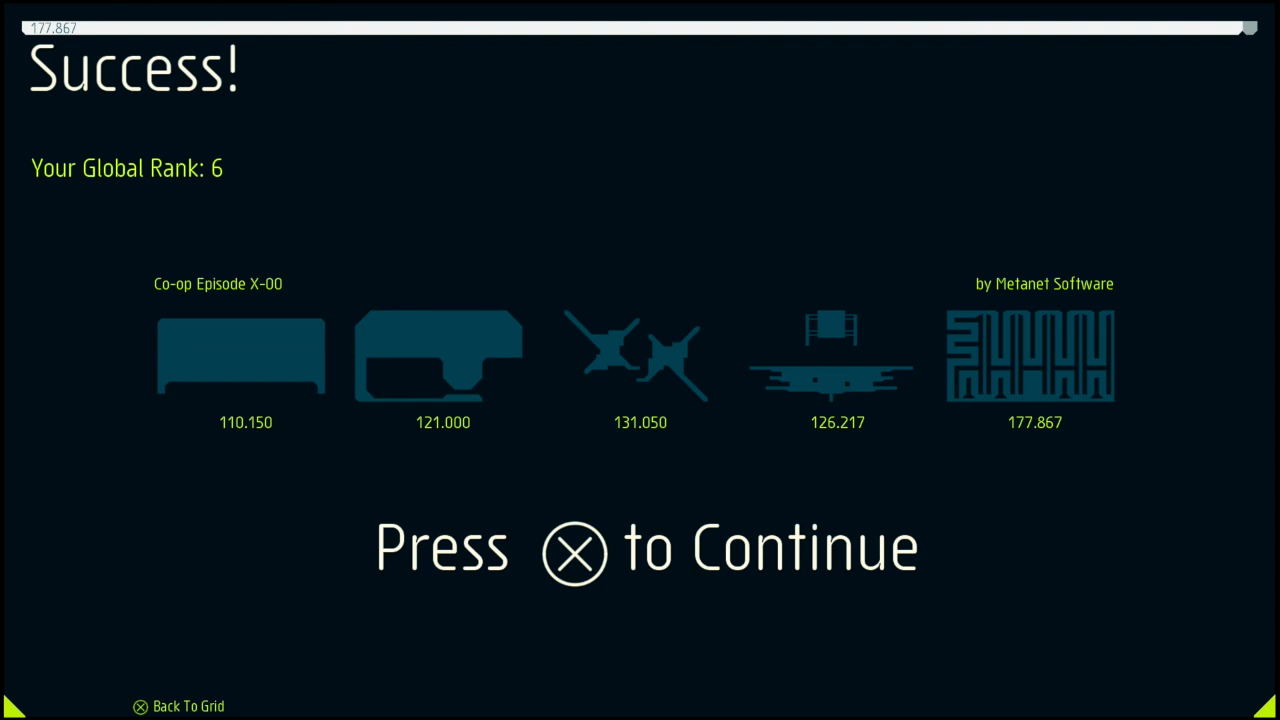 177.867
Success!
Your Global Rank: 6
Co-op Episode X-00
by Metanet Software
110.150
121.000
131.050
126.217
177.867
Press to Continue
Back To Grid